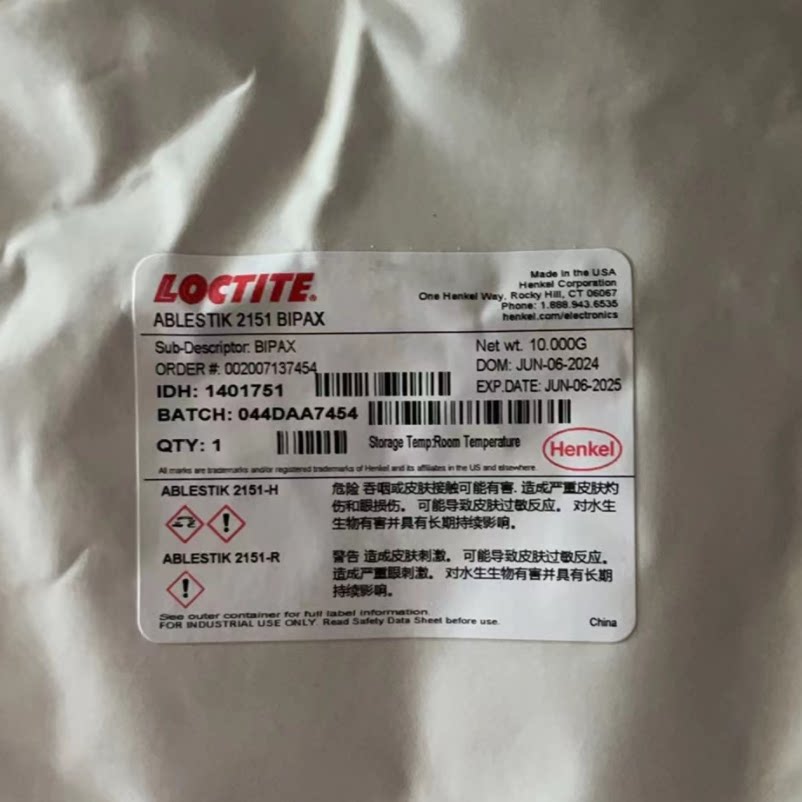 LOCTITE.
ABLESTIK 2151 BIPAX
Made in the USA
Henkel Corporation
One Henkel Way, Rocky Hill, CT 06067
Phone: 1.888.943.6535
henkel.com/electronics
Sub-Descriptor: BIPAX
Net wt. 10.000G
ORDER #: 002007137454
DOM: JUN-06-2024
IDH: 1401751
EXP.DATE: JUN-06-2025
BATCH: 044DAA7454
QTY: 1
Storage Temp:Room Temperature
Henkel
All marks are trademarks and/or registered trademarks of Henkel and its affiliates in the US and elsewhere.
ABLESTIK 2151-H
危险 吞咽或皮肤接触可能有害. 造成严重皮肤灼
伤和眼损伤。 可能导致皮肤过敏反应。 对水生
生物有害并具有长期持续影响。
ABLESTIK 2151-R
警告 造成皮肤刺激。 可能导致皮肤过敏反应。
造成严重眼刺激。 对水生生物有害并具有长期
持续影响。
See outer container for full label information.
FOR INDUSTRIAL USE ONLY. Read Safety Data Sheet before use.
China